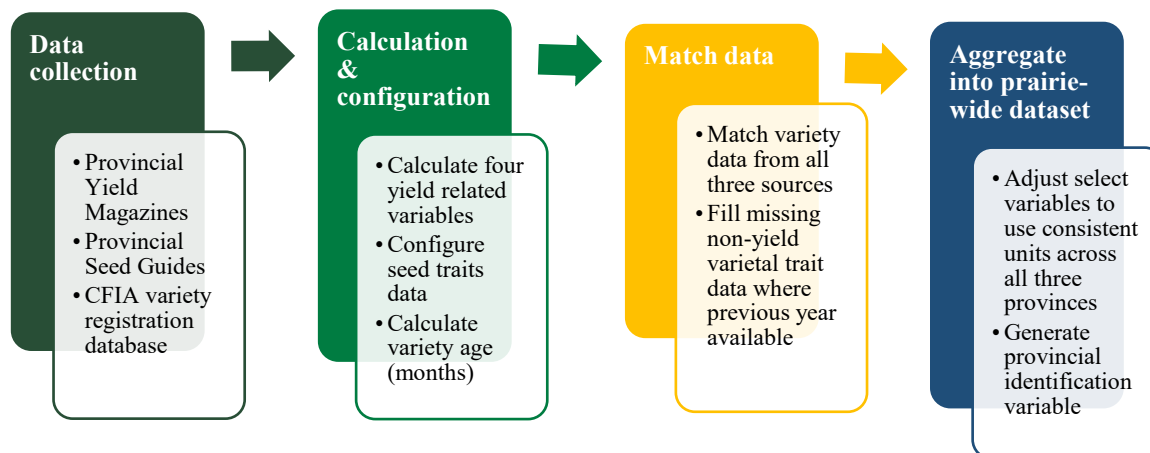 Data
collection
• Provincial
Yield
Magazines
• Provincial
Seed Guides
• CFIA variety
registration
database
Calculation
&
configuration
• Calculate four
yield related
variables
• Configure
seed traits
data
• Calculate
variety age
(months)
Match data
• Match variety
data from all
three sources
• Fill missing
non-yield
varietal trait
data where
previous year
available
Aggregate
into prairie-
wide dataset
• Adjust select
variables to
use consistent
units across
all three
provinces
• Generate
provincial
identification
variable